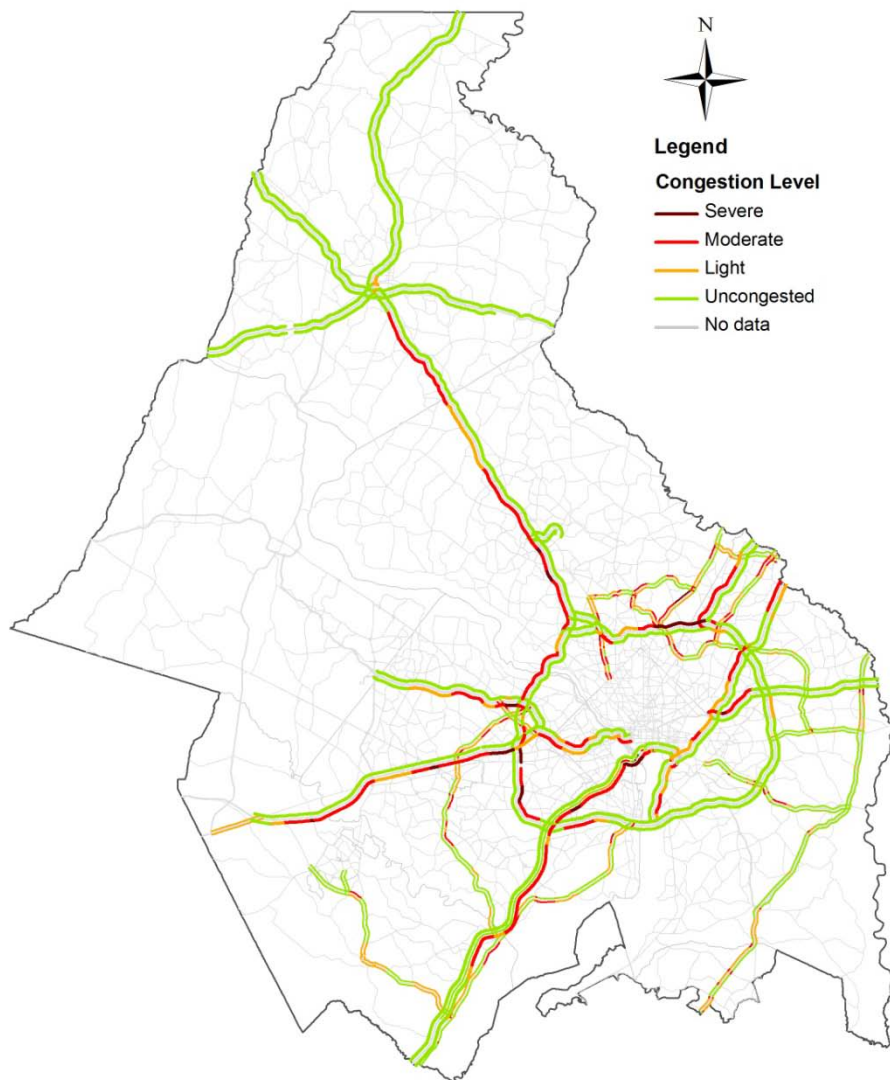 N
Legend
Congestion Level
Severe
Moderate
Light
Uncongested
No data